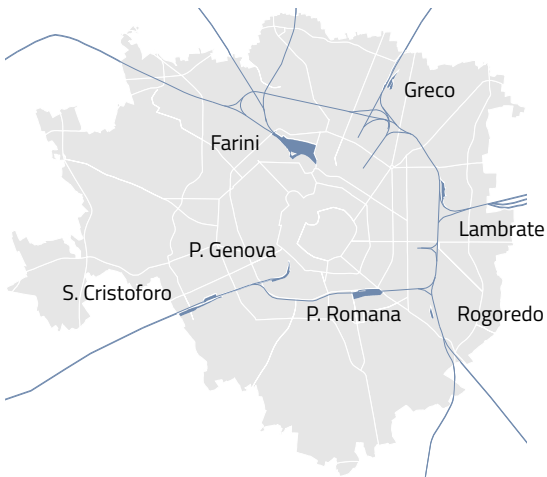 Greco
Farini
Lambrate
P. Genova
S. Cristoforo
P. Romana
Rogoredo